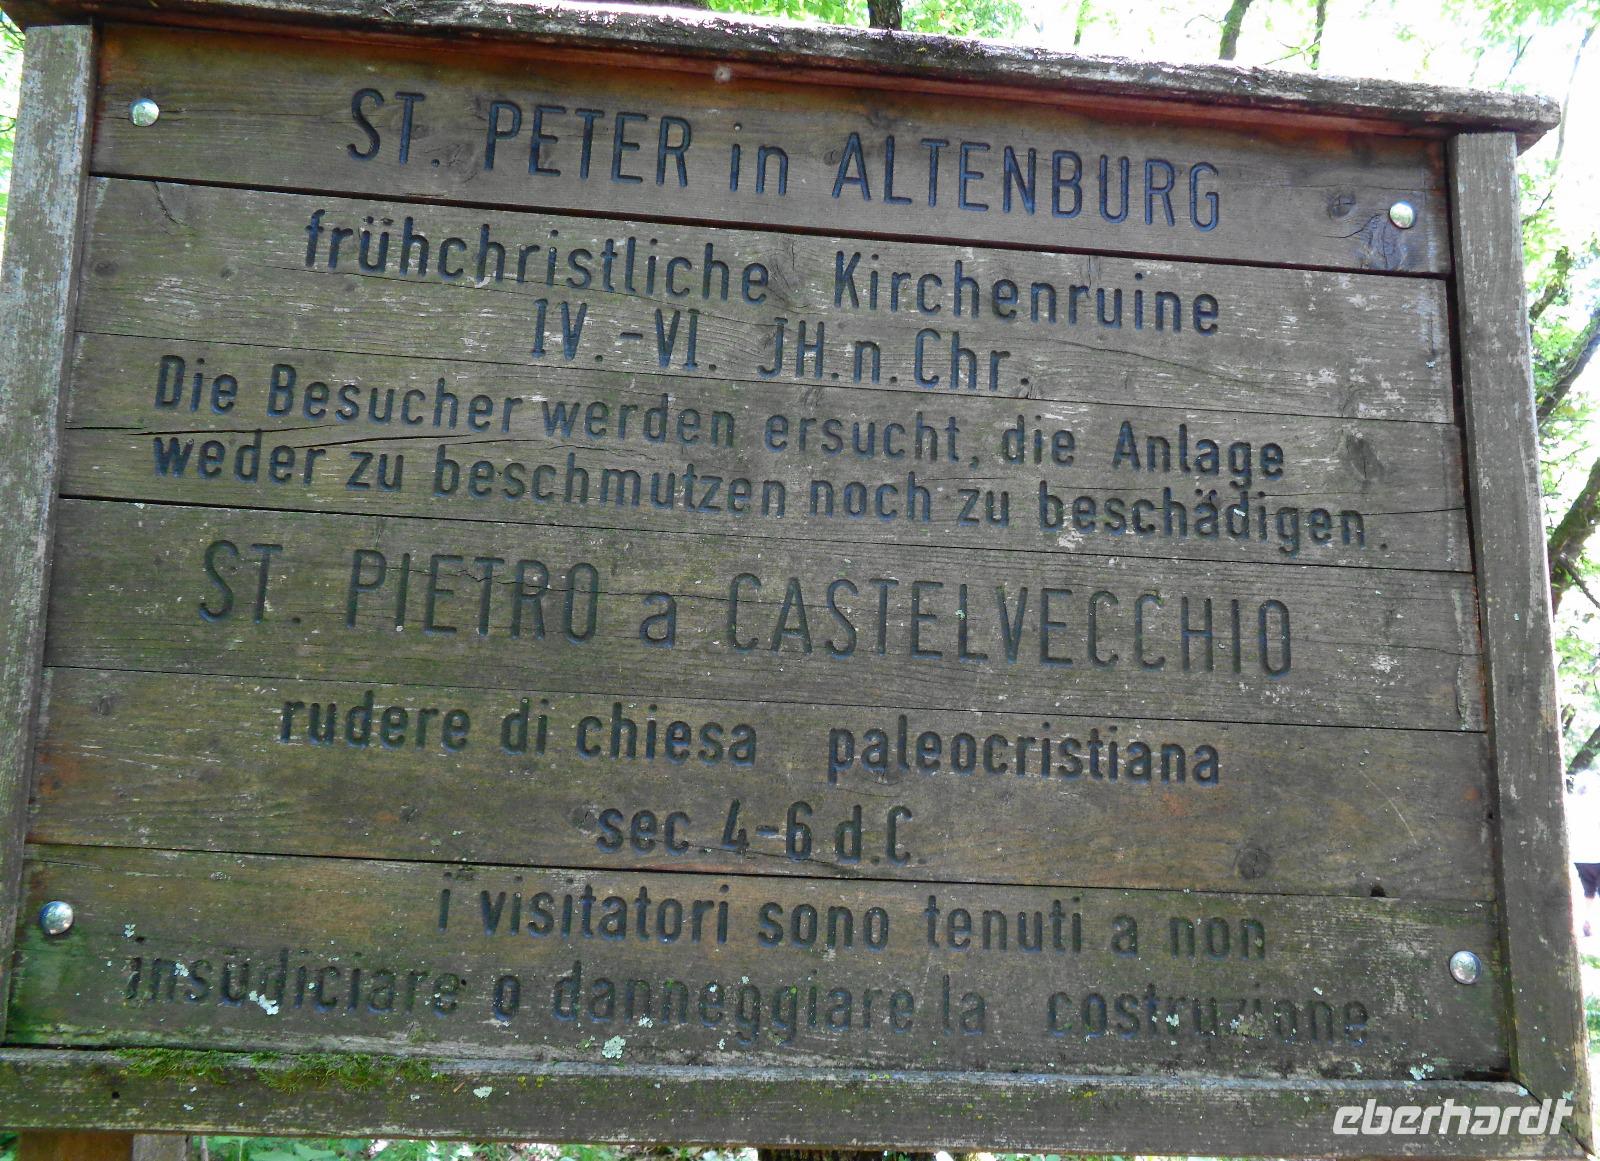 ST. PETER in ALTENBURG
frühchristliche Kirchenruine
IV.-VI. JH.n.Chr.
Die Besucher werden ersucht, die Anlage
weder zu beschmutzen noch zu beschädigen.
ST. PIETRO a CASTELVECCHIO
rudere di chiesa paleocristiana
sec. 4-6 d.C.
i visitatori sono tenuti a non
insudiciare o danneggiare la costruzione.
eberhardt